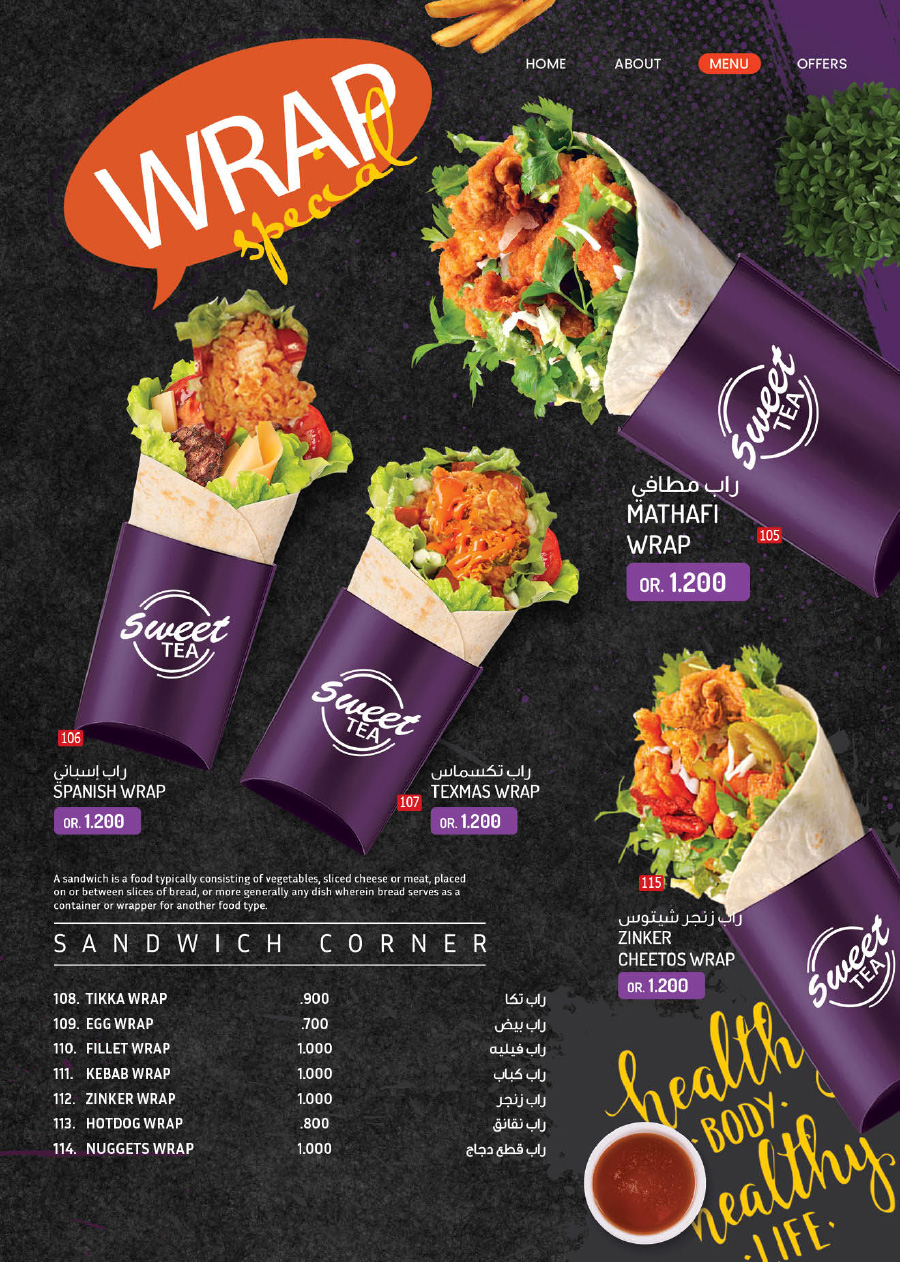 HOME ABOUT MENU OFFERS
WRAP
special
Sweet
TEA
راب مطافي
MATHAFI
WRAP
105
OR. 1.200
Sweet
TEA
106
راب إسباني
SPANISH WRAP
OR. 1.200
Sweet
TEA
107
راب تكسماس
TEXMAS WRAP
OR. 1.200
115
راب زنجر شيتوس
ZINKER
CHEETOS WRAP
OR. 1.200
Sweet
TEA
A sandwich is a food typically consisting of vegetables, sliced cheese or meat, placed
on or between slices of bread, or more generally any dish wherein bread serves as a
container or wrapper for another food type.
SANDWICH CORNER
108. TIKKA WRAP .900 راب تكا
109. EGG WRAP .700 راب بيض
110. FILLET WRAP 1.000 راب فيليه
111. KEBAB WRAP 1.000 راب كباب
112. ZINKER WRAP 1.000 راب زنجر
113. HOTDOG WRAP .800 راب نقانق
114. NUGGETS WRAP 1.000 راب قطع دجاج
healthy
·BODY·
healthy
·LIFE·